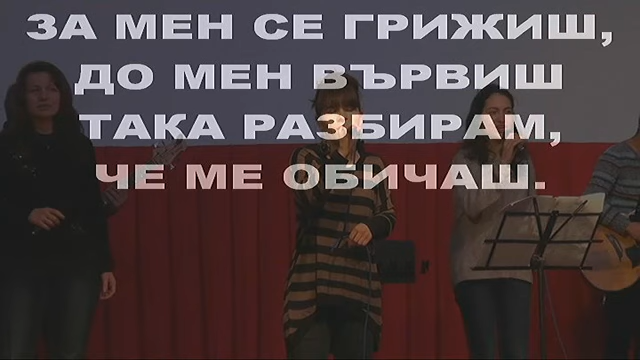 ЗА МЕН СЕ ГРИЖИШ,
ДО МЕН ВЪРВИШ
ТАКА РАЗБИРАМ,
ЧЕ МЕ ОБИЧАШ.